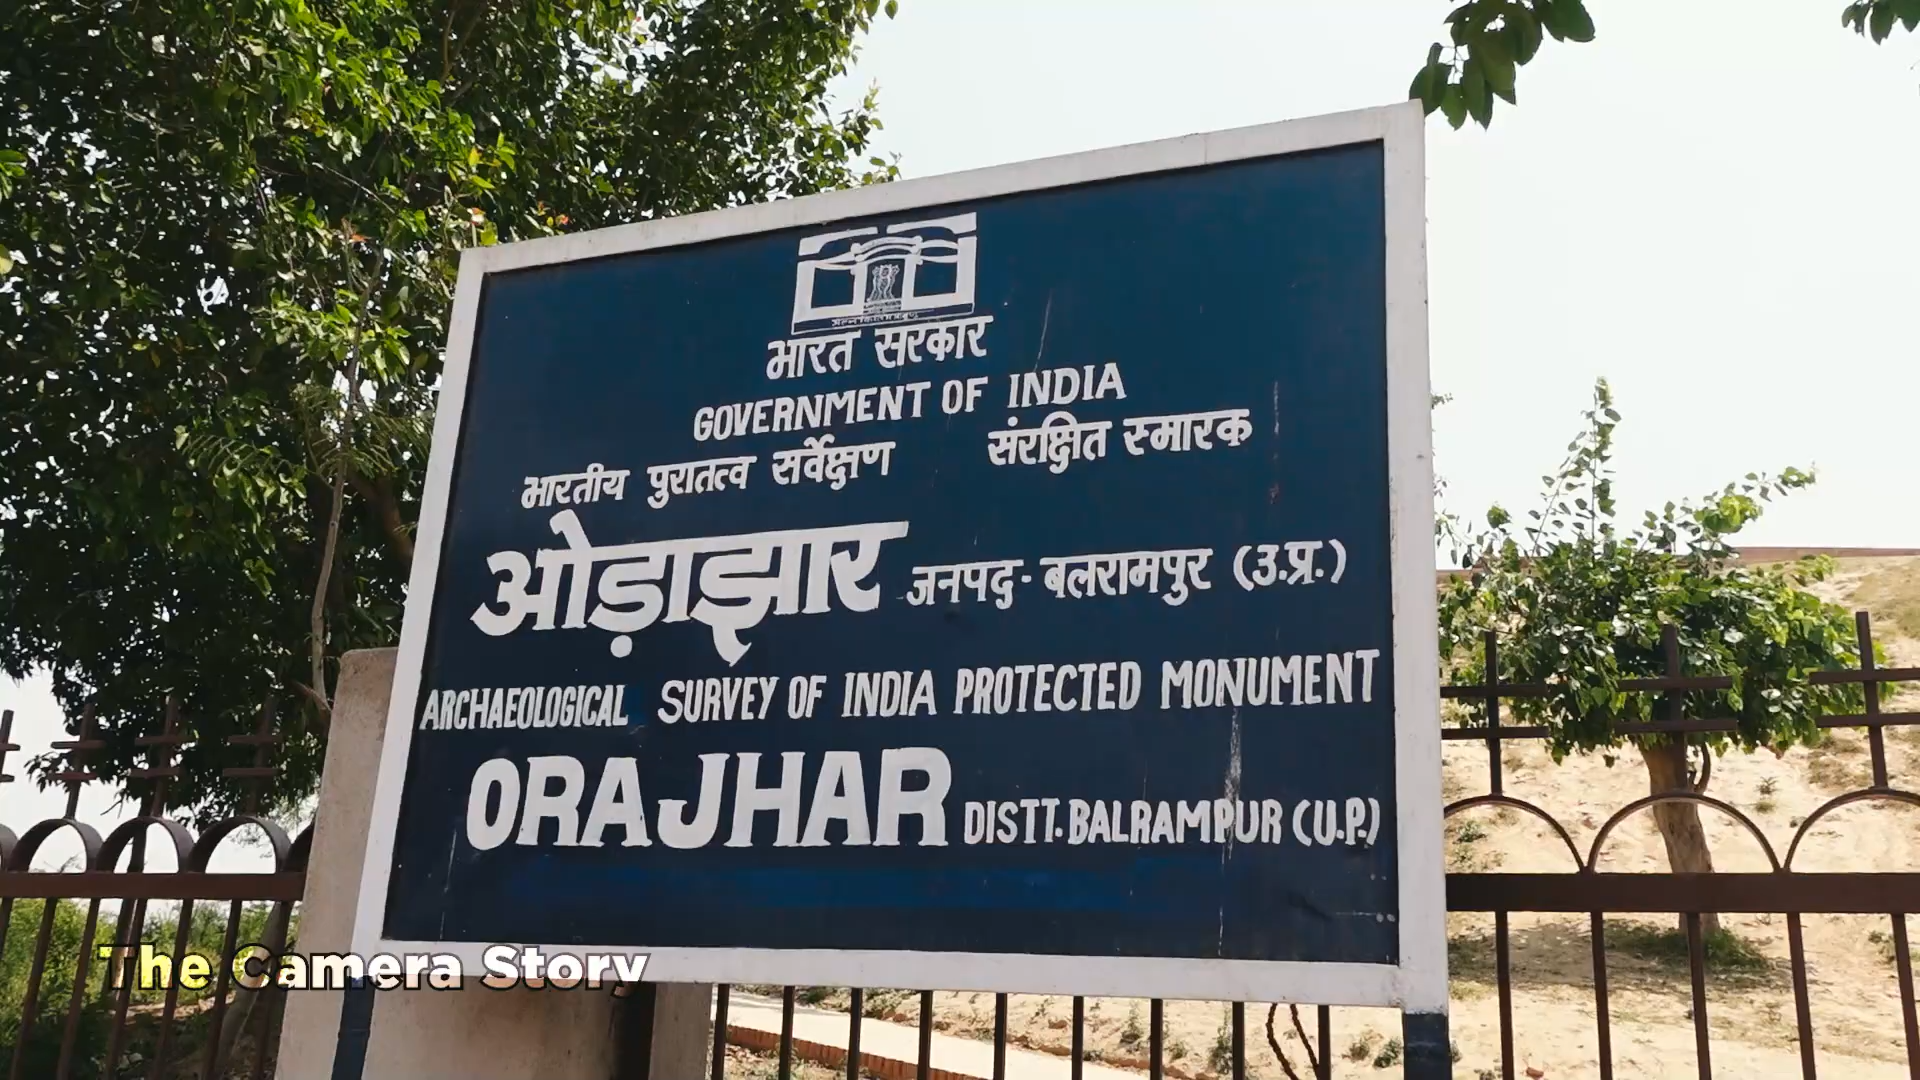 भारत सरकार
GOVERNMENT OF INDIA
भारतीय पुरातत्व सर्वेक्षण संरक्षित स्मारक
ओड़ाझार जनपद- बलरामपुर (उ.प्र.)
ARCHAEOLOGICAL SURVEY OF INDIA PROTECTED MONUMENT
ORAJHAR DISTT. BALRAMPUR (U.P.)
The Camera Story